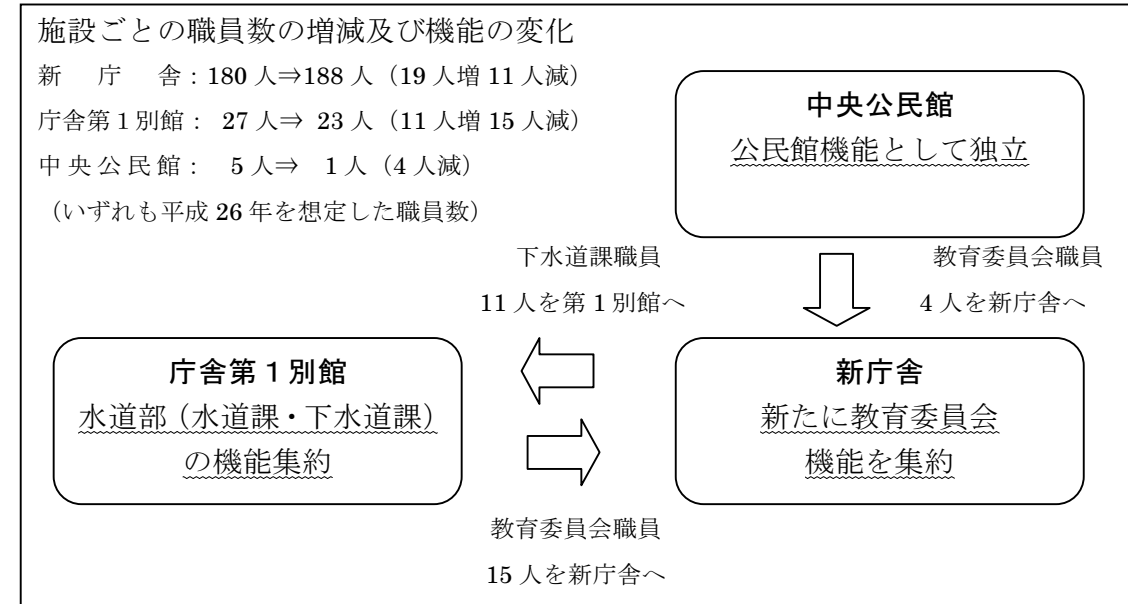 施設ごとの職員数の増減及び機能の変化
新　庁　舎：180人⇒188人（19人増11人減）
庁舎第1別館： 27人⇒ 23人（11人増15人減）
中央公民館：　5人⇒　1人（4人減）
（いずれも平成26年を想定した職員数）
中央公民館
公民館機能として独立
下水道課職員
11人を第1別館へ
教育委員会職員
4人を新庁舎へ
庁舎第１別館
水道部（水道課・下水道課）
の機能集約
新庁舎
新たに教育委員会
機能を集約
教育委員会職員
15人を新庁舎へ